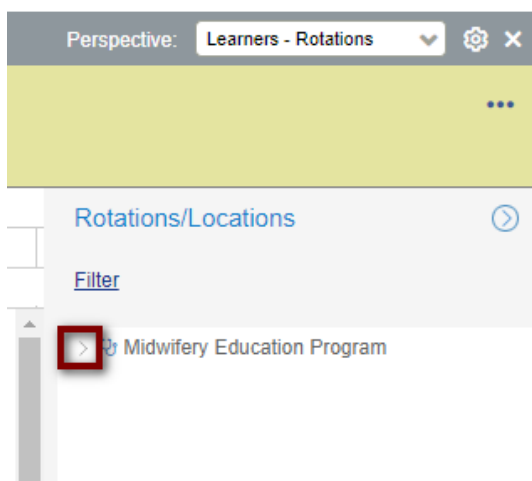 Perspective: Learners - Rotations
Rotations/Locations
Filter
Midwifery Education Program